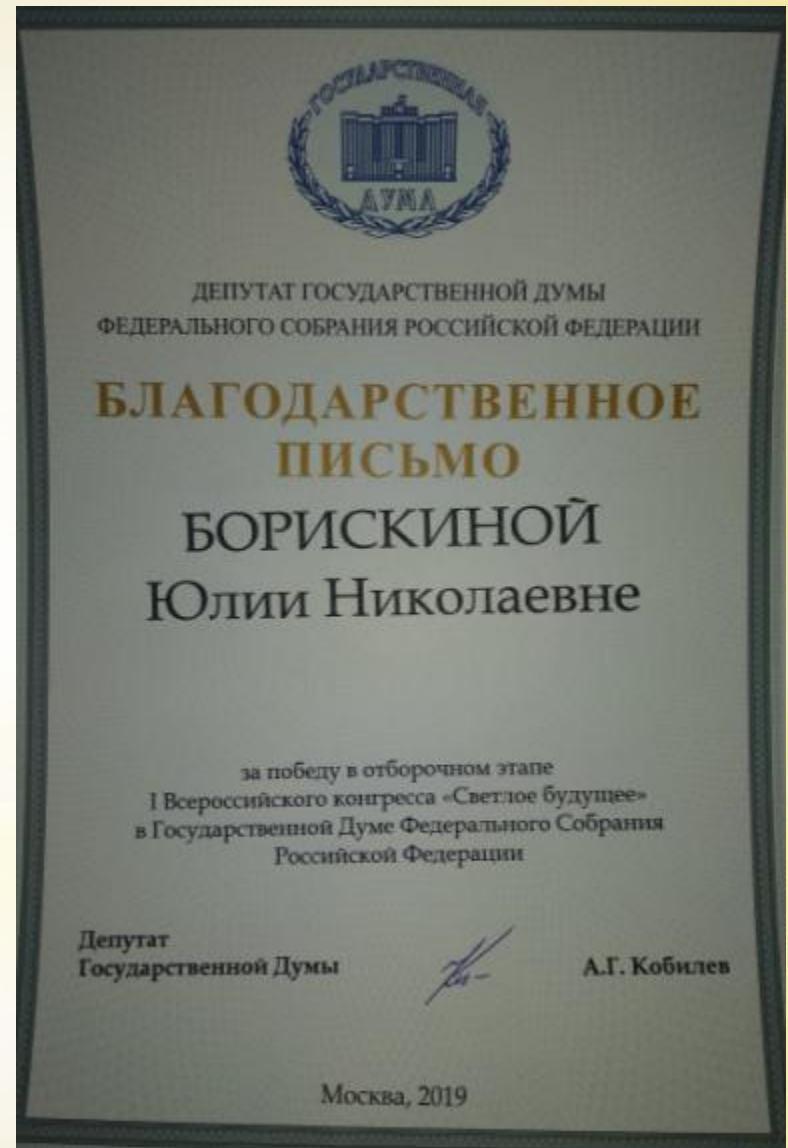 ГОСУДАРСТВЕННАЯ
ДУМА
ДЕПУТАТ ГОСУДАРСТВЕННОЙ ДУМЫ
ФЕДЕРАЛЬНОГО СОБРАНИЯ РОССИЙСКОЙ ФЕДЕРАЦИИ
БЛАГОДАРСТВЕННОЕ
ПИСЬМО
БОРИСКИНОЙ
Юлии Николаевне
за победу в отборочном этапе
I Всероссийского конгресса «Светлое будущее»
в Государственной Думе Федерального Собрания
Российской Федерации
Депутат
Государственной Думы А.Г. Кобилев
Москва, 2019